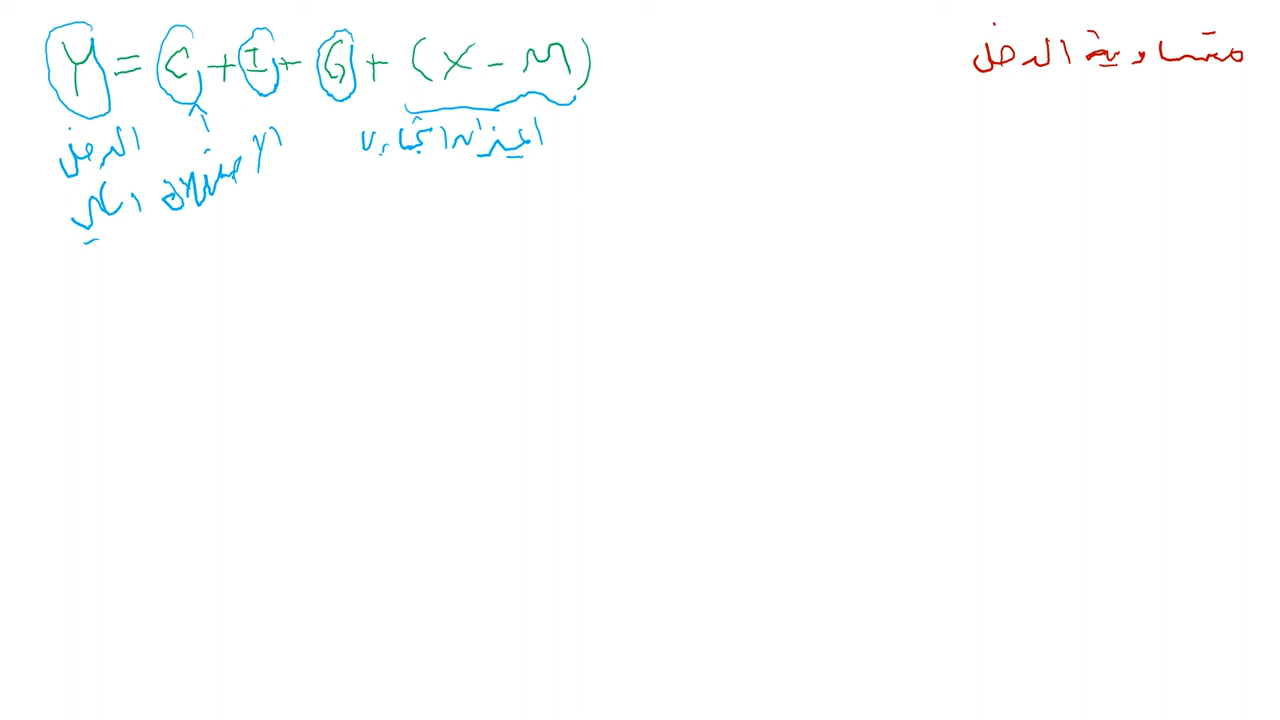 متساوية الدخل
Y = C + I + G + (X - M)
الدخل
الميزان التجاري
الاستهلاك